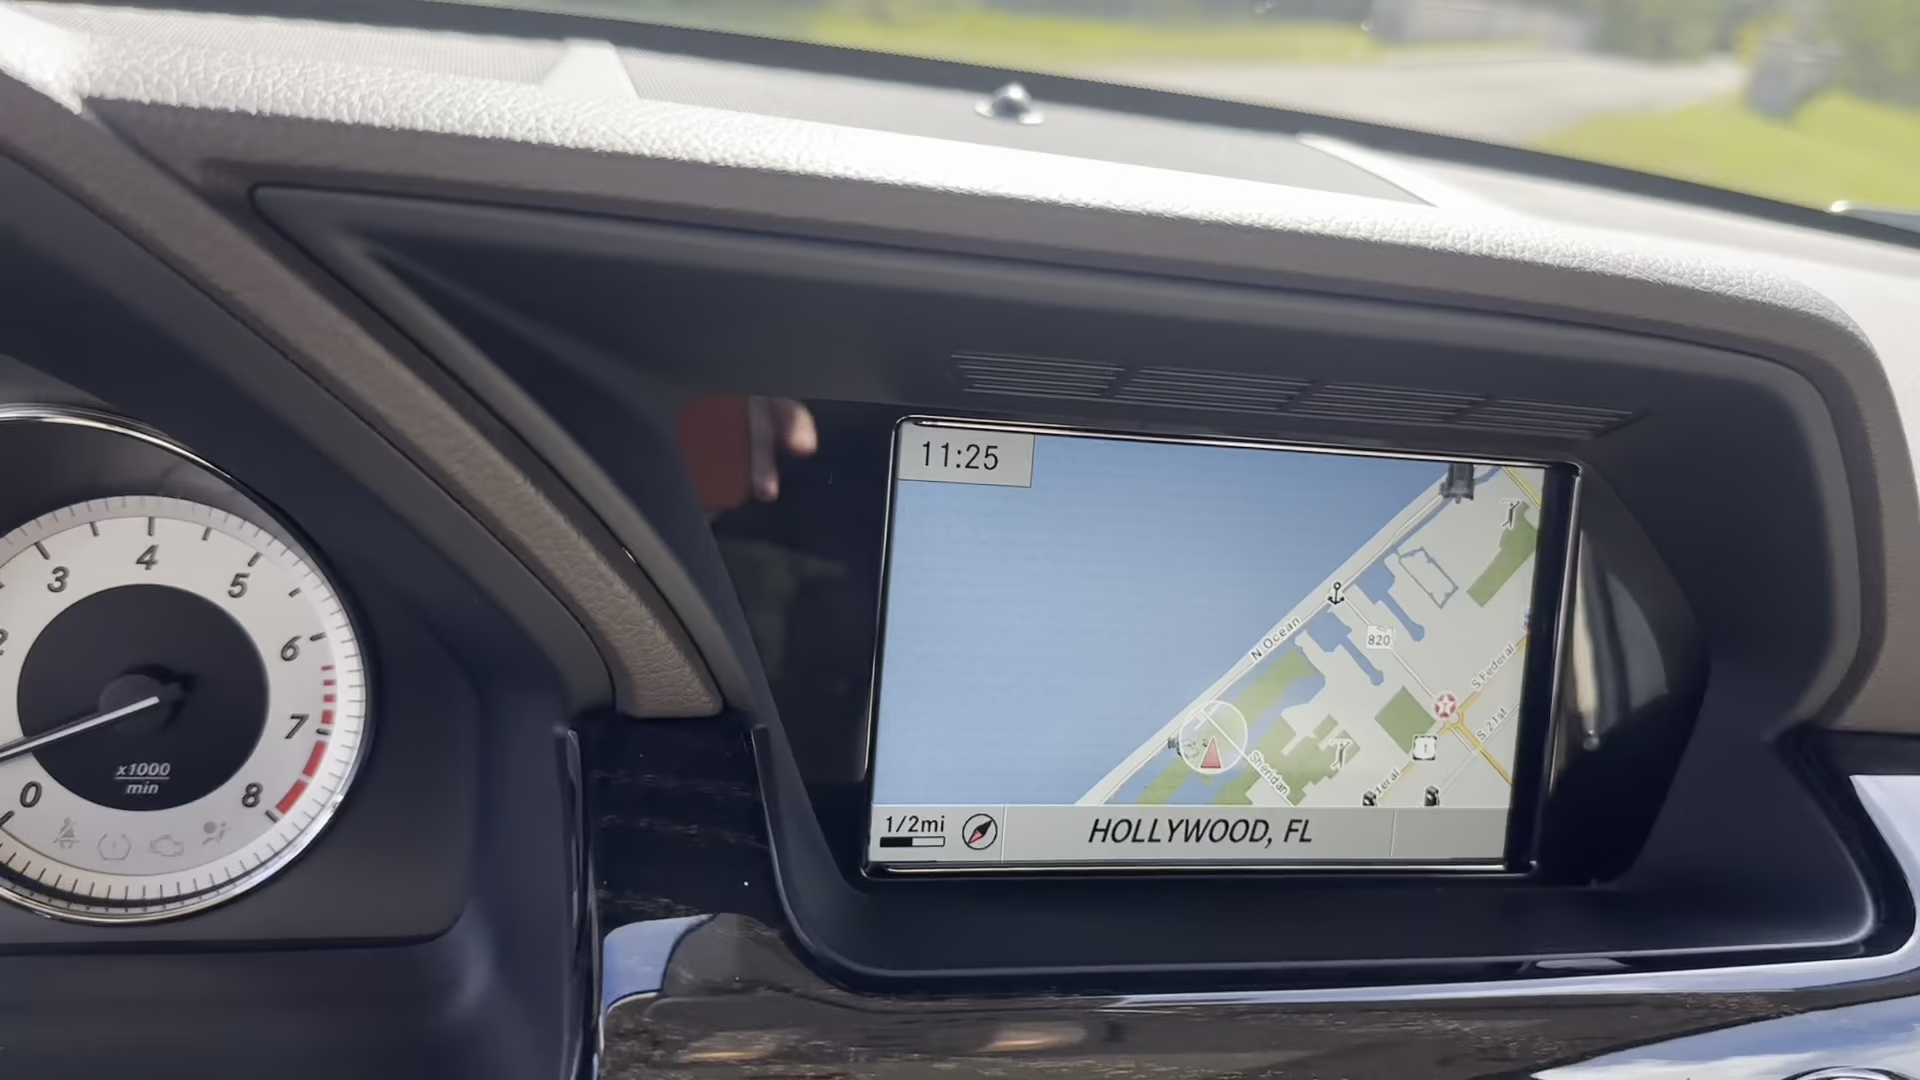 11:25
N.Ocean
820
S Federal
S 21st
1
Sheridan
1/2mi
HOLLYWOOD, FL
3
4
5
6
7
8
0
x1000
min